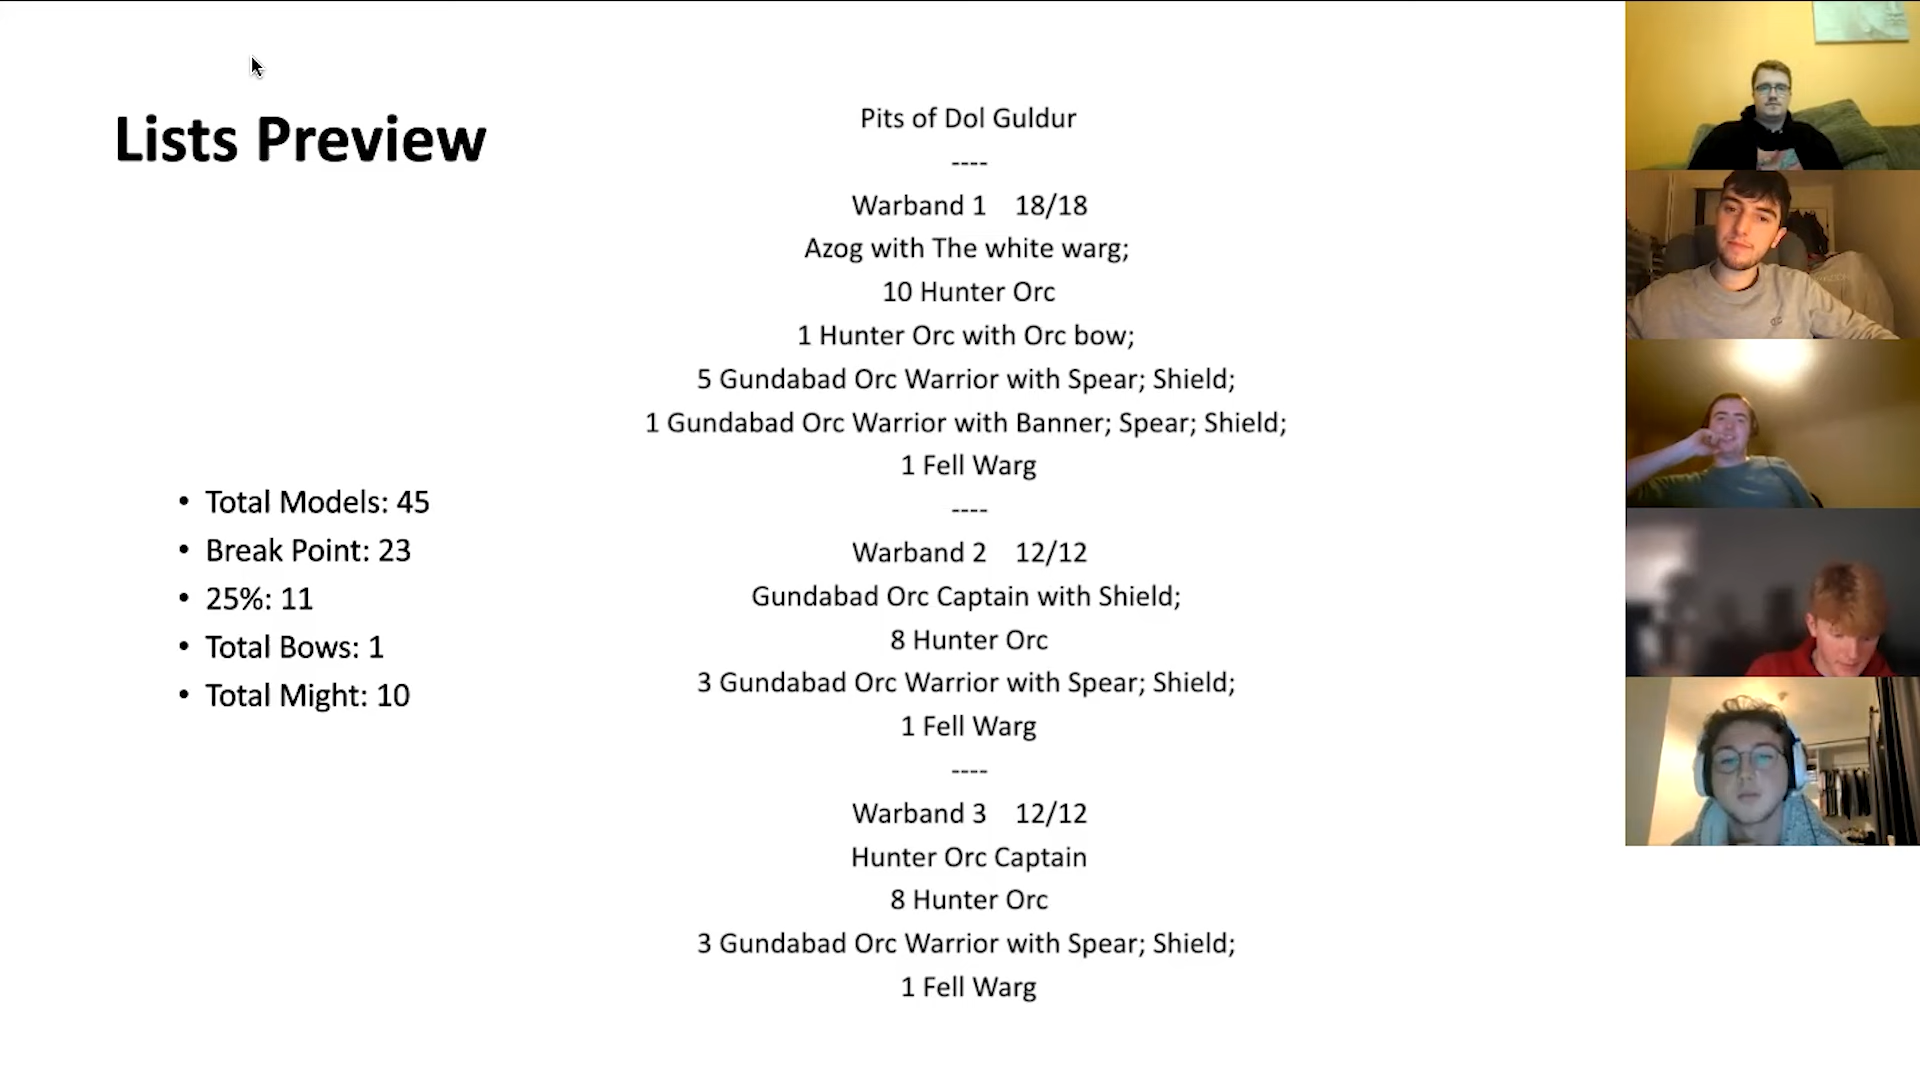 Lists Preview
• Total Models: 45
• Break Point: 23
• 25%: 11
• Total Bows: 1
• Total Might: 10
Pits of Dol Guldur
----
Warband 1 18/18
Azog with The white warg;
10 Hunter Orc
1 Hunter Orc with Orc bow;
5 Gundabad Orc Warrior with Spear; Shield;
1 Gundabad Orc Warrior with Banner; Spear; Shield;
1 Fell Warg
----
Warband 2 12/12
Gundabad Orc Captain with Shield;
8 Hunter Orc
3 Gundabad Orc Warrior with Spear; Shield;
1 Fell Warg
----
Warband 3 12/12
Hunter Orc Captain
8 Hunter Orc
3 Gundabad Orc Warrior with Spear; Shield;
1 Fell Warg